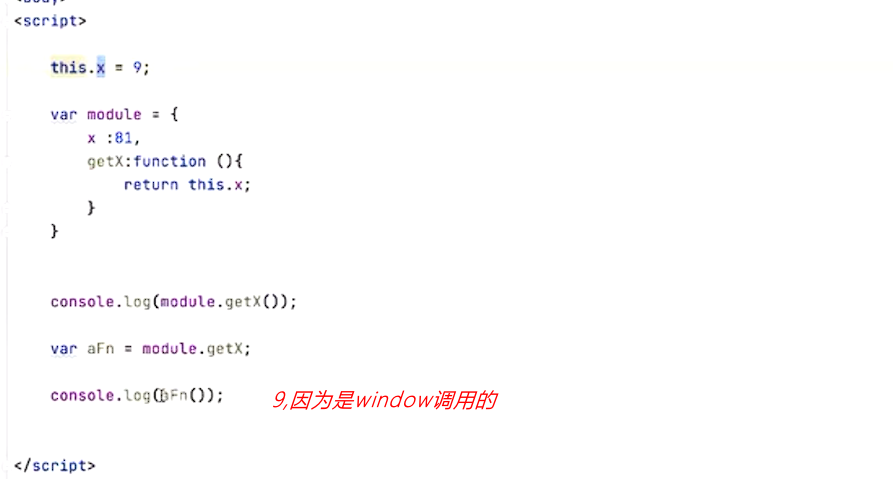 <script>
this.x = 9;
var module = {
x :81,
getX:function (){
return this.x;
}
}
console.log(module.getX());
var aFn = module.getX;
console.log(aFn()); 9,因为是window调用的
</script>